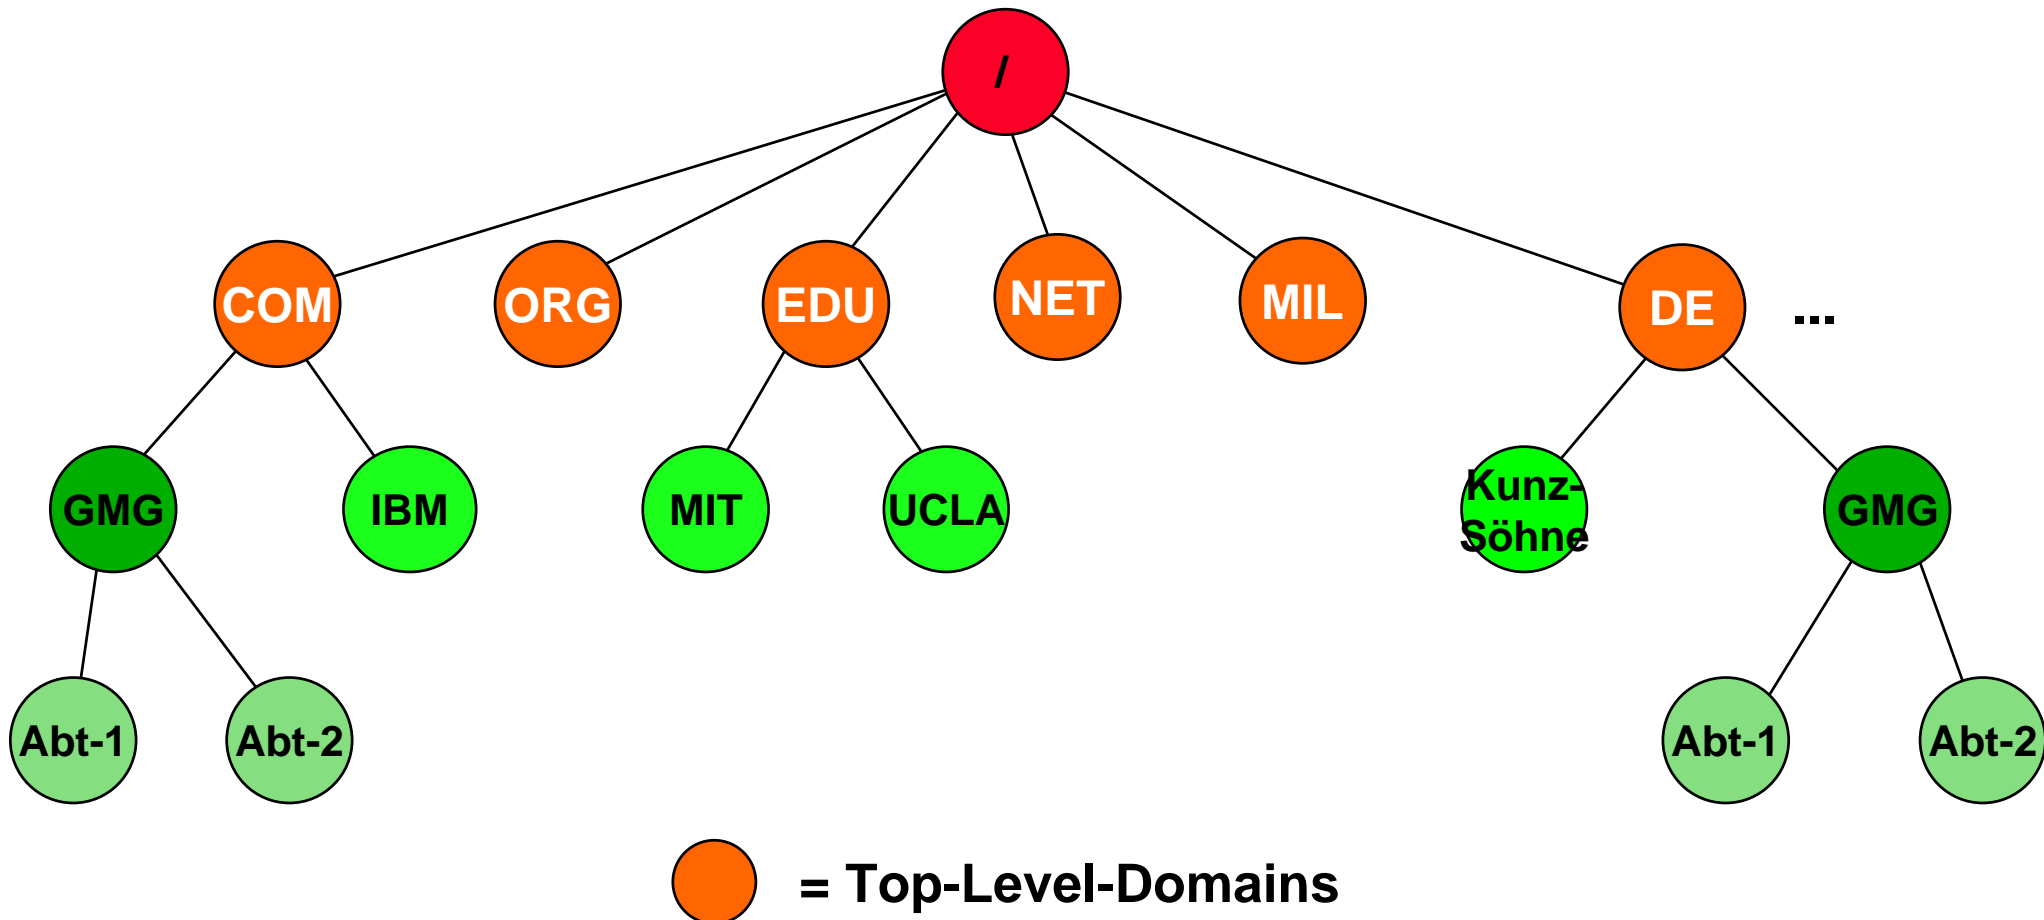 /
COM
ORG
EDU
NET
MIL
DE
...
GMG
IBM
MIT
UCLA
Kunz-
Söhne
GMG
Abt-1
Abt-2
Abt-1
Abt-2
= Top-Level-Domains